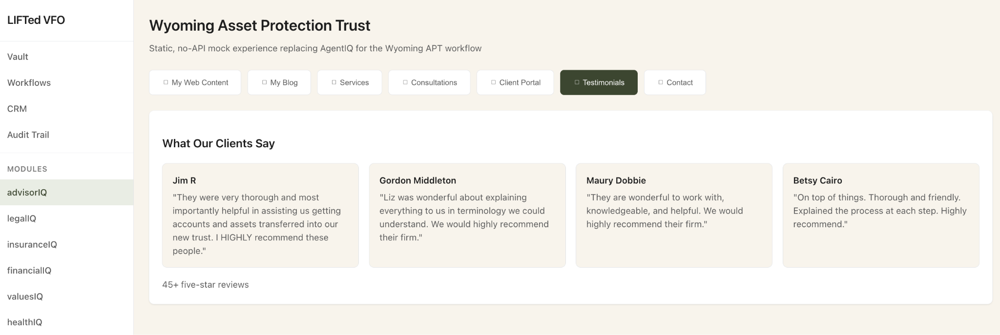 LIFTed VFO
Vault
Workflows
CRM
Audit Trail
MODULES
advisorIQ
legalIQ
insuranceIQ
financialIQ
valuesIQ
healthIQ
Wyoming Asset Protection Trust
Static, no-API mock experience replacing AgentIQ for the Wyoming APT workflow
My Web Content
My Blog
Services
Consultations
Client Portal
Testimonials
Contact
What Our Clients Say
Jim R
"They were very thorough and most
importantly helpful in assisting us getting
accounts and assets transferred into our
new trust. I HIGHLY recommend these
people."
Gordon Middleton
"Liz was wonderful about explaining
everything to us in terminology we could
understand. We would highly recommend
their firm."
Maury Dobbie
"They are wonderful to work with,
knowledgeable, and helpful. We would
highly recommend their firm."
Betsy Cairo
"On top of things. Thorough and friendly.
Explained the process at each step. Highly
recommend."
45+ five-star reviews